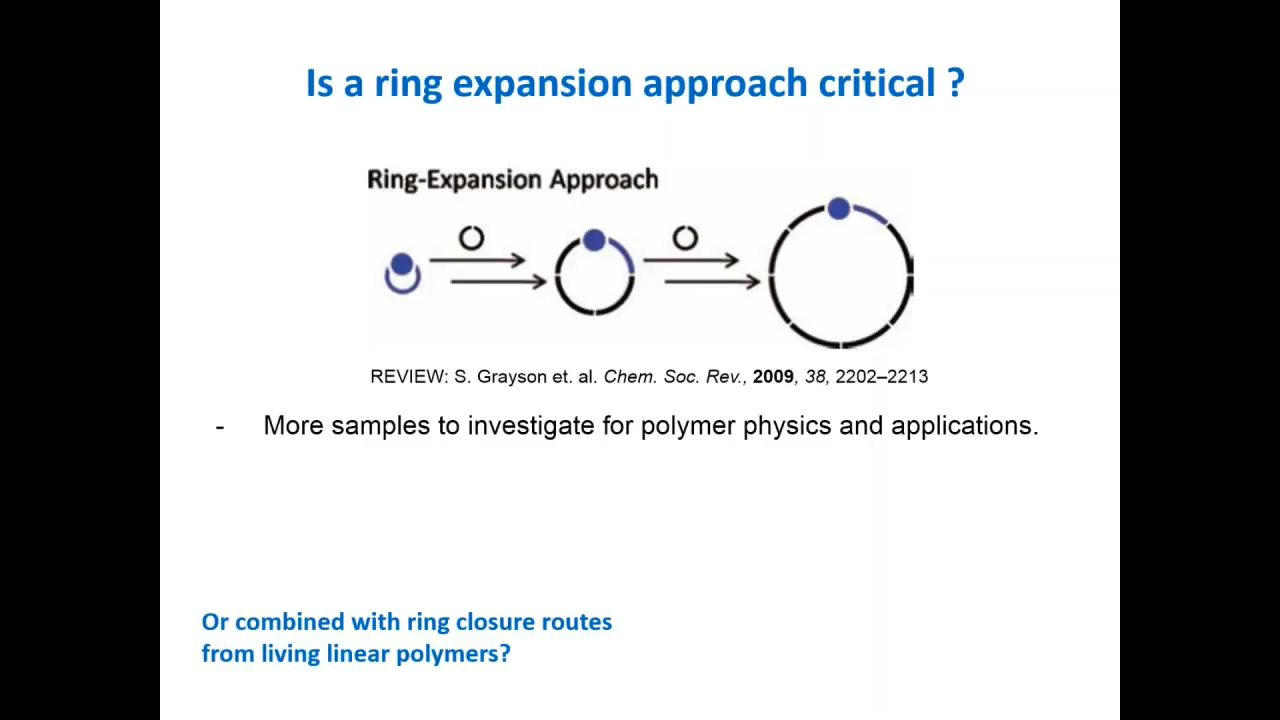 Is a ring expansion approach critical ?
Ring-Expansion Approach
REVIEW: S. Grayson et. al. Chem. Soc. Rev., 2009, 38, 2202–2213
- More samples to investigate for polymer physics and applications.
Or combined with ring closure routes
from living linear polymers?